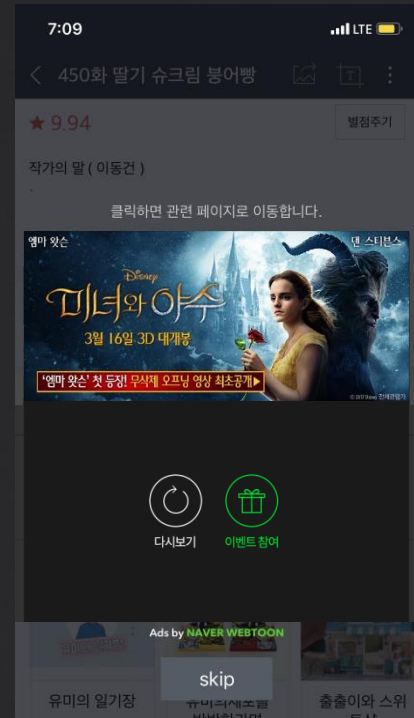 7:09
LTE
450화 딸기 슈크림 붕어빵
T
★ 9.94
별점주기
작가의 말 ( 이동건 )
.
클릭하면 관련 페이지로 이동합니다.
엠마 왓슨
댄 스티븐스
Disney
미녀와 야수
3월 16일 3D 대개봉
'엠마 왓슨' 첫 등장! 무삭제 오프닝 영상 최초공개▶
다시보기
이벤트 참여
Ads by NAVER WEBTOON
skip
유미의 일기장
출출이와 스위